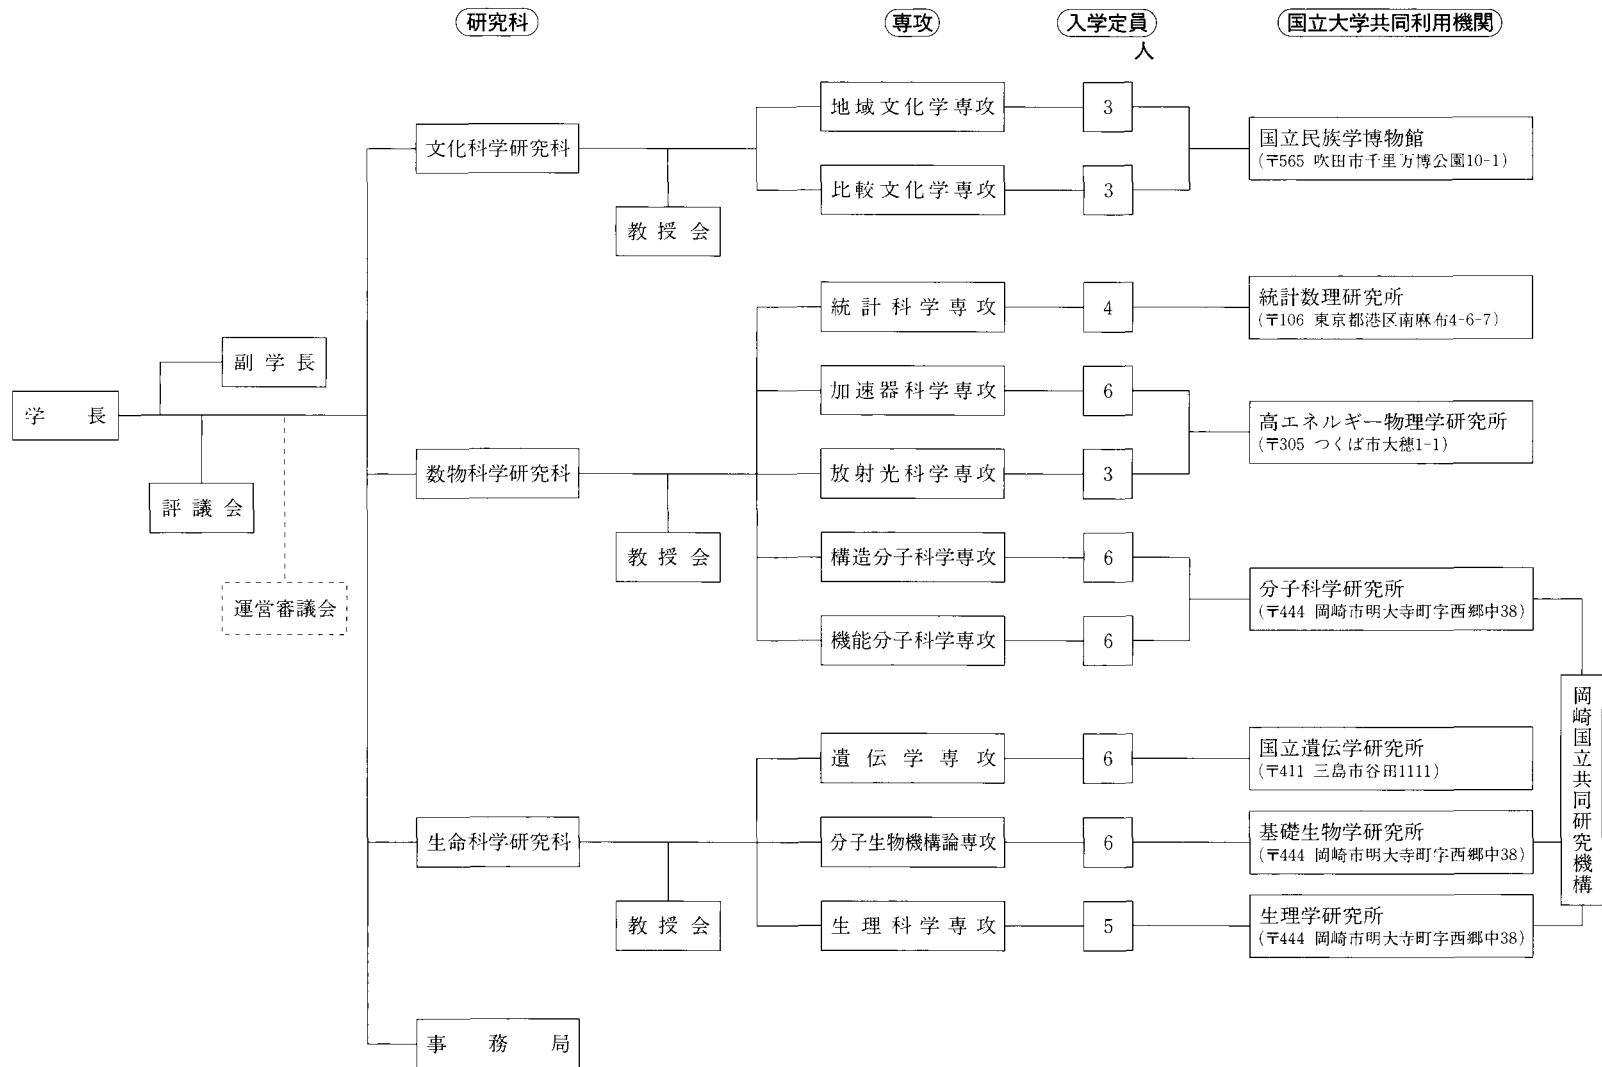 研究科
専攻
入学定員
国立大学共同利用機関
人
学長
副学長
評議会
運営審議会
文化科学研究科
教授会
地域文化学専攻
3
比較文化学専攻
3
国立民族学博物館
(〒565 吹田市千里万博公園10-1)
数物科学研究科
教授会
統計科学専攻
4
統計数理研究所
(〒106 東京都港区南麻布4-6-7)
加速器科学専攻
6
放射光科学専攻
3
高エネルギー物理学研究所
(〒305 つくば市大穂1-1)
構造分子科学専攻
6
機能分子科学専攻
6
分子科学研究所
(〒444 岡崎市明大寺町字西郷中38)
生命科学研究科
教授会
遺伝学専攻
6
国立遺伝学研究所
(〒411 三島市谷田1111)
分子生物機構論専攻
6
基礎生物学研究所
(〒444 岡崎市明大寺町字西郷中38)
生理科学専攻
5
生理学研究所
(〒444 岡崎市明大寺町字西郷中38)
岡崎国立共同研究機構
事務局